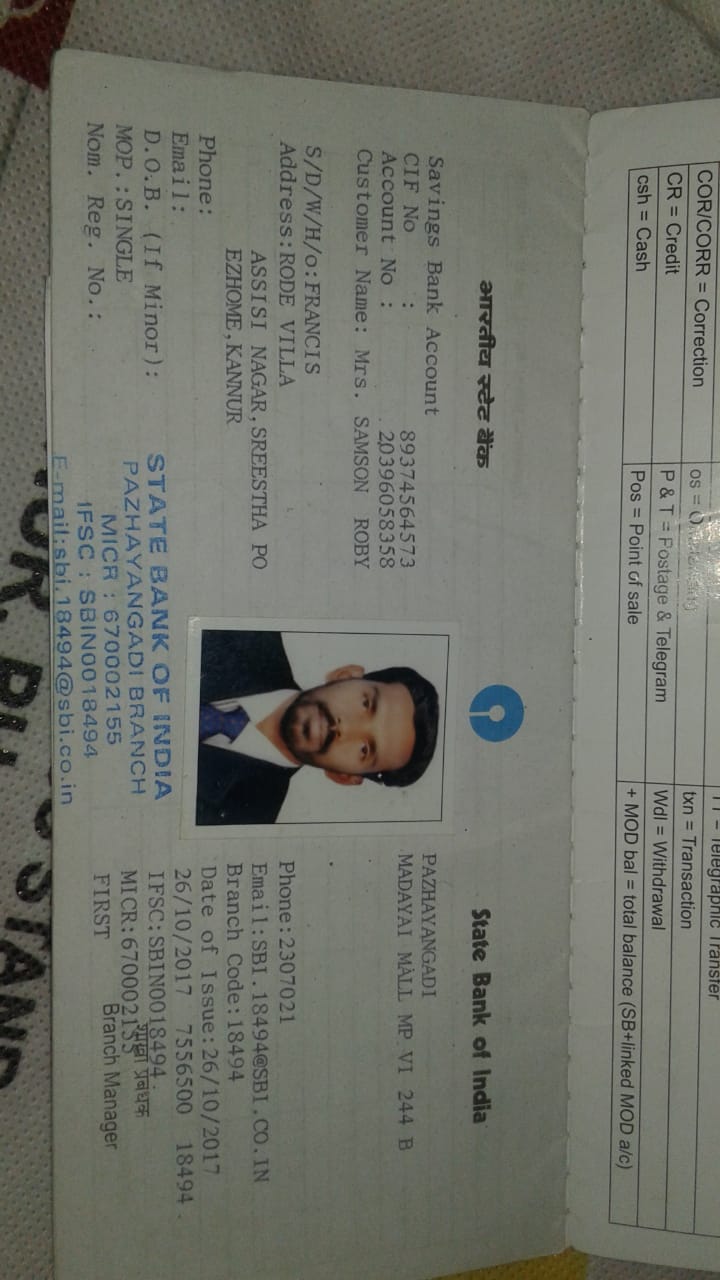 TT = Telegraphic Transfer
COR/CORR = Correction txn = Transaction
CR = Credit P & T = Postage & Telegram Wdl = Withdrawal
csh = Cash Pos = Point of sale + MOD bal = total balance (SB+linked MOD a/c)
भारतीय स्टेट बैंक State Bank of India
Savings Bank Account
CIF No : 89374564573
Account No : 20396058358
Customer Name: Mrs. SAMSON ROBY
S/D/W/H/o:FRANCIS
Address:RODE VILLA
ASSISI NAGAR,SREESTHA PO
EZHOME,KANNUR
Phone:
Email:
D.O.B. (If Minor):
MOP.:SINGLE
Nom. Reg. No.:
STATE BANK OF INDIA
PAZHAYANGADI BRANCH
MICR : 670002155
IFSC : SBIN0018494
E-mail:sbi.18494@sbi.co.in
PAZHAYANGADI
MADAYAI MALL MP VI 244 B
Phone:2307021
Email:SBI.18494@SBI.CO.IN
Branch Code:18494
Date of Issue:26/10/2017
26/10/2017 7556500 18494.
IFSC:SBIN0018494.
MICR:670002155
शाखा प्रबंधक
FIRST Branch Manager